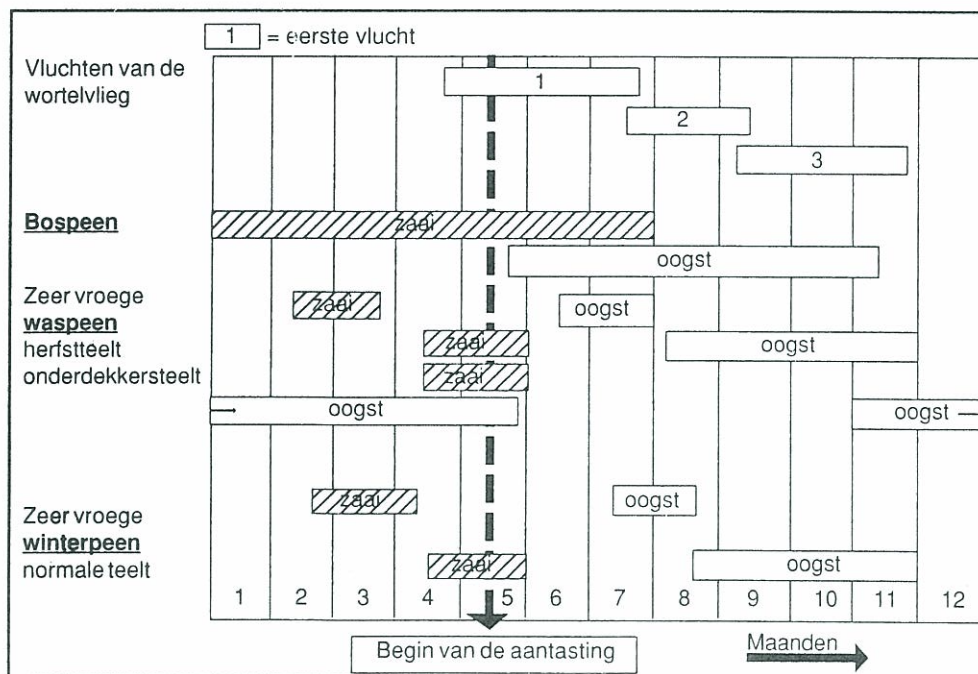 1 = eerste vlucht
Vluchten van de
wortelvlieg
1
2
3
Bospeen
zaai
oogst
Zeer vroege
waspeen
herfstteelt
onderdekkersteelt
zaai
oogst
zaai
oogst
zaai
oogst
oogst
Zeer vroege
winterpeen
normale teelt
zaai
oogst
zaai
oogst
1 2 3 4 5 6 7 8 9 10 11 12
Begin van de aantasting
Maanden